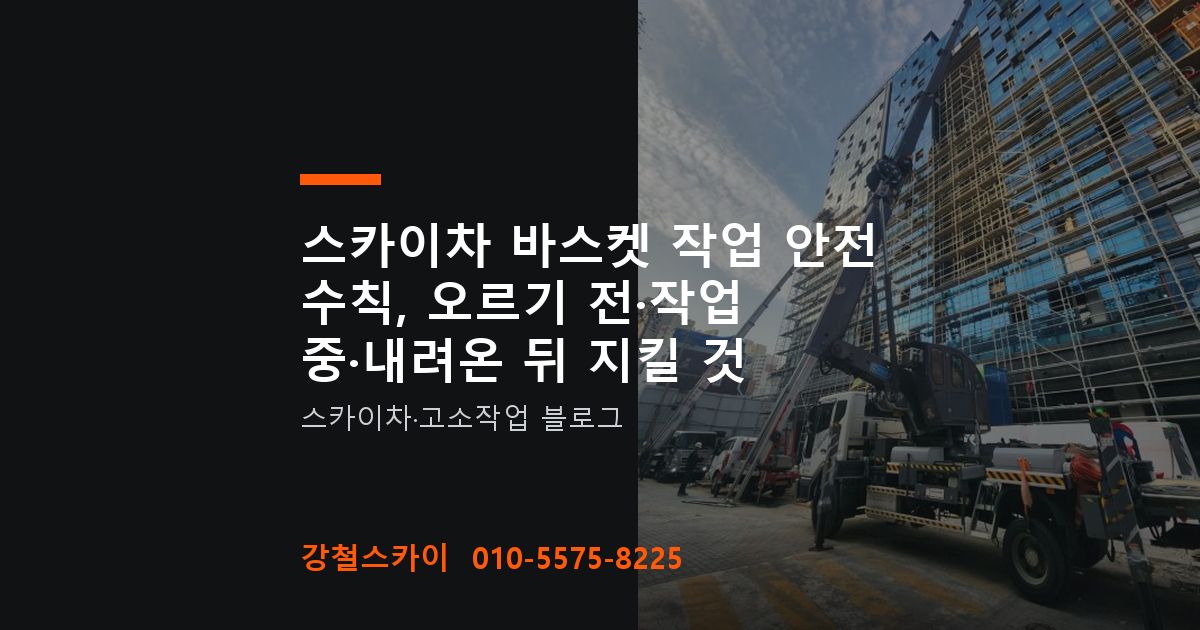 스카이차 바스켓 작업 안전
수칙, 오르기 전·작업
중·내려온 뒤 지킬 것
스카이차·고소작업 블로그
강철스카이 010-5575-8225